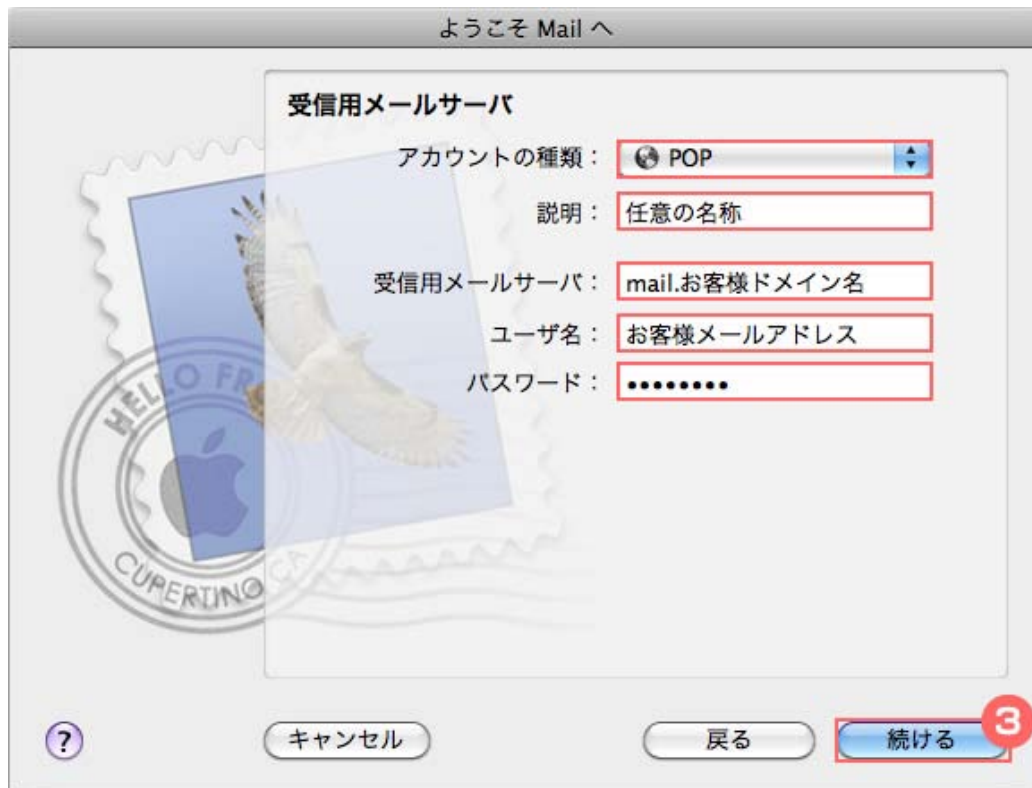 ようこそ Mail へ
受信用メールサーバ
アカウントの種類： POP
説明： 任意の名称
受信用メールサーバ： mail.お客様ドメイン名
ユーザ名： お客様メールアドレス
パスワード： ••••••••
HELLO FR
CUPERTINO CA
? キャンセル 戻る 続ける 3